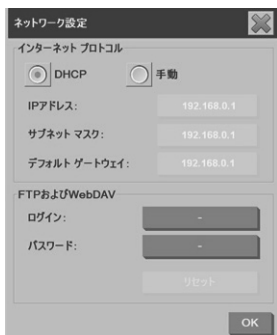 ネットワーク設定
インターネット プロトコル
DHCP 手動
IPアドレス: 192.168.0.1
サブネット マスク: 192.168.0.1
デフォルト ゲートウェイ: 192.168.0.1
FTPおよびWebDAV
ログイン: -
パスワード: -
リセット
OK